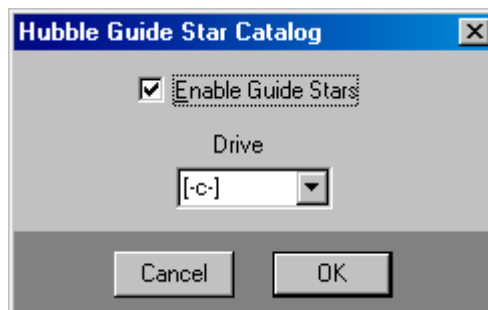 Hubble Guide Star Catalog
Enable Guide Stars
Drive
[-c-]
Cancel OK